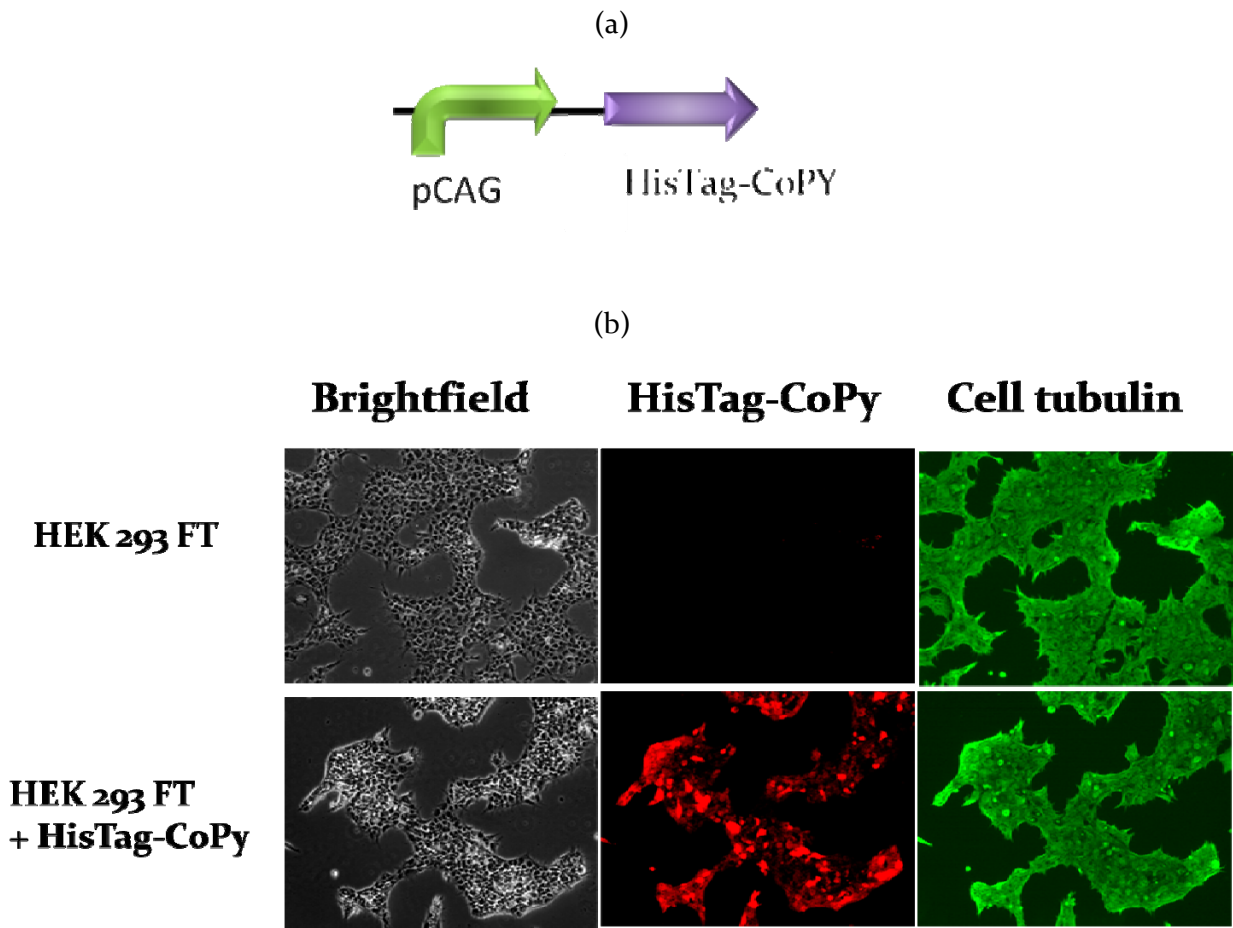 (a)
pCAG
HisTag-CoPY
(b)
Brightfield HisTag-CoPy Cell tubulin
HEK 293 FT
HEK 293 FT
+ HisTag-CoPy